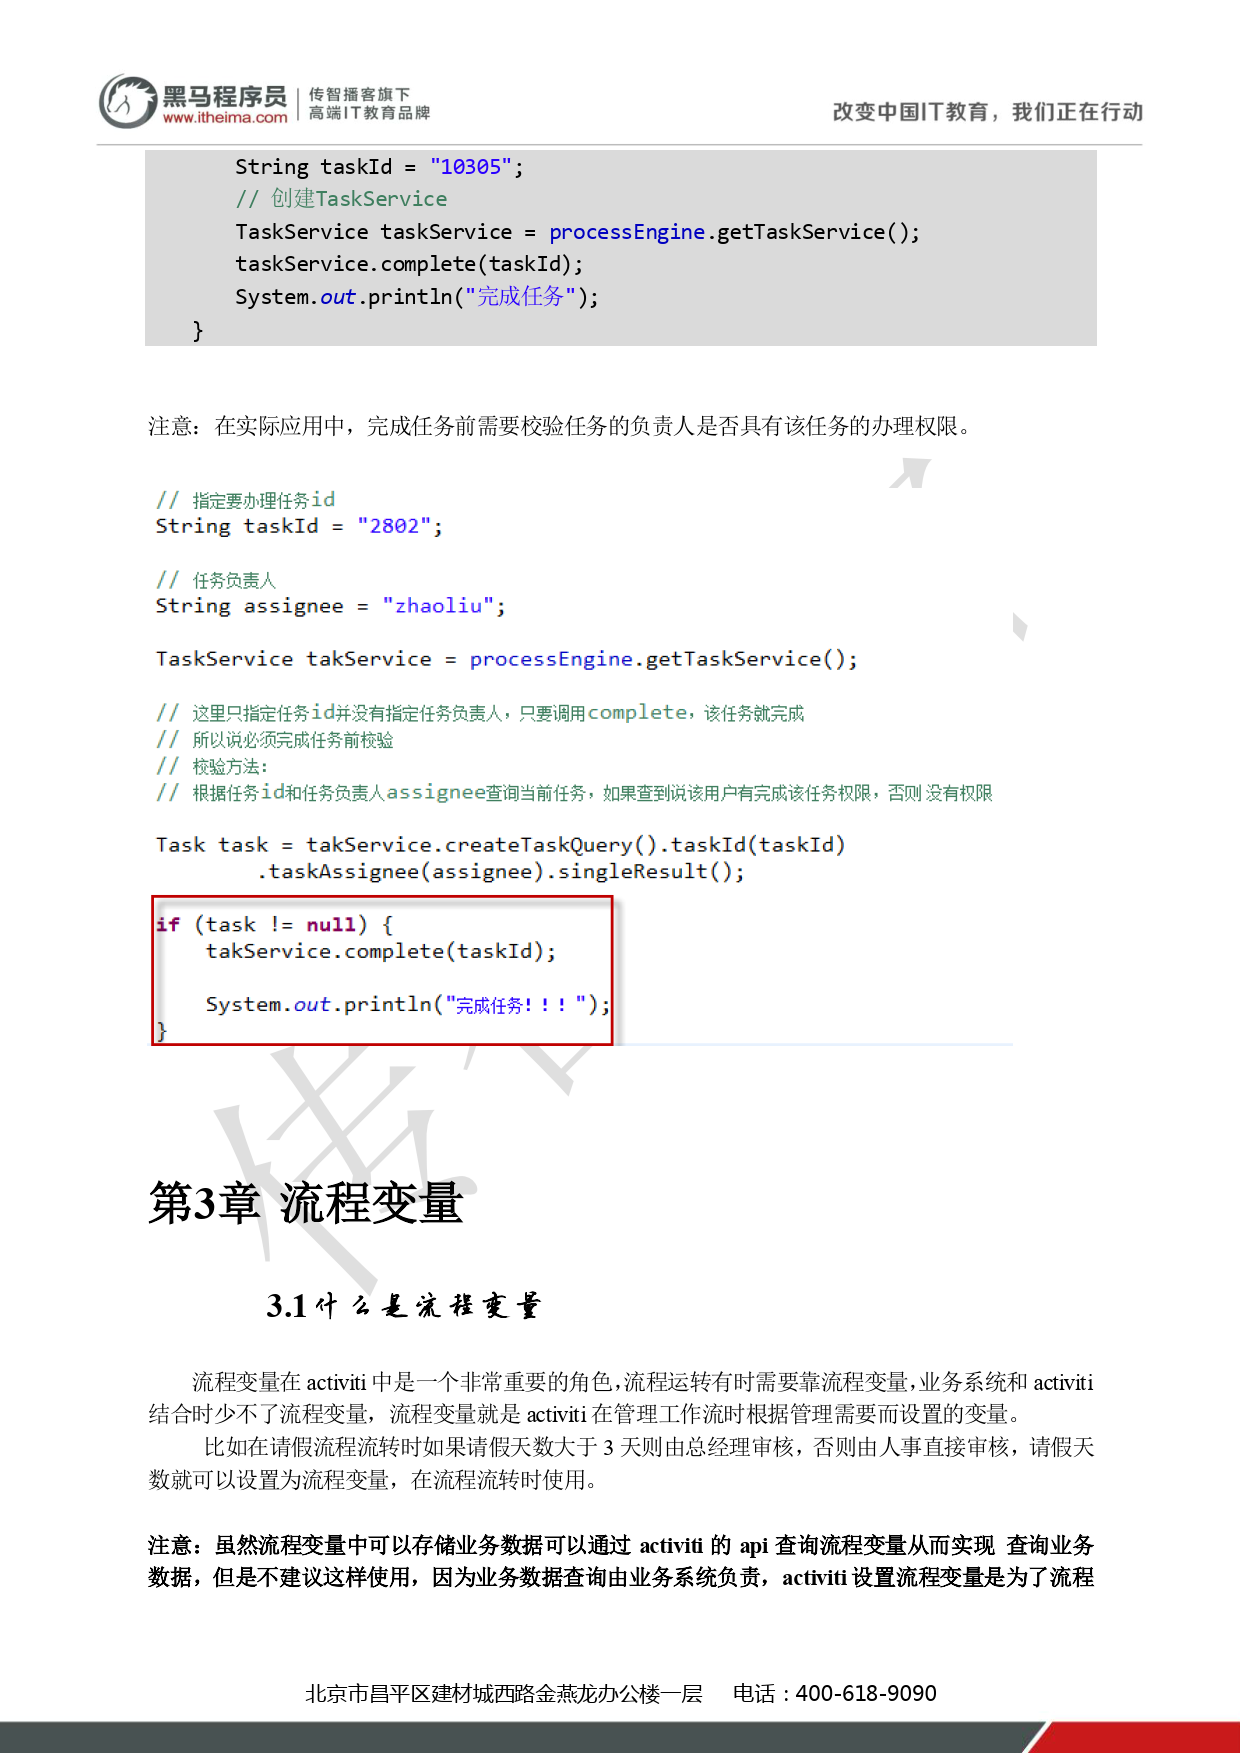 黑马程序员
www.itheima.com
传智播客旗下
高端IT教育品牌
改变中国IT教育，我们正在行动
String taskId = "10305";
// 创建TaskService
TaskService taskService = processEngine.getTaskService();
taskService.complete(taskId);
System.out.println("完成任务");
}
注意：在实际应用中，完成任务前需要校验任务的负责人是否具有该任务的办理权限。
// 指定要办理任务id
String taskId = "2802";
// 任务负责人
String assignee = "zhaoliu";
TaskService takService = processEngine.getTaskService();
// 这里只指定任务id并没有指定任务负责人，只要调用complete，该任务就完成
// 所以说必须完成任务前校验
// 校验方法：
// 根据任务id和任务负责人assignee查询当前任务，如果查到说该用户有完成该任务权限，否则 没有权限
Task task = takService.createTaskQuery().taskId(taskId)
.taskAssignee(assignee).singleResult();
if (task != null) {
takService.complete(taskId);
System.out.println("完成任务！！！");
}
第3章 流程变量
3.1什么是流程变量
流程变量在 activiti 中是一个非常重要的角色，流程运转有时需要靠流程变量，业务系统和 activiti
结合时少不了流程变量，流程变量就是 activiti 在管理工作流时根据管理需要而设置的变量。
比如在请假流程流转时如果请假天数大于 3 天则由总经理审核，否则由人事直接审核，请假天
数就可以设置为流程变量，在流程流转时使用。
注意：虽然流程变量中可以存储业务数据可以通过 activiti 的 api 查询流程变量从而实现 查询业务
数据，但是不建议这样使用，因为业务数据查询由业务系统负责，activiti 设置流程变量是为了流程
北京市昌平区建材城西路金燕龙办公楼一层 电话：400-618-9090